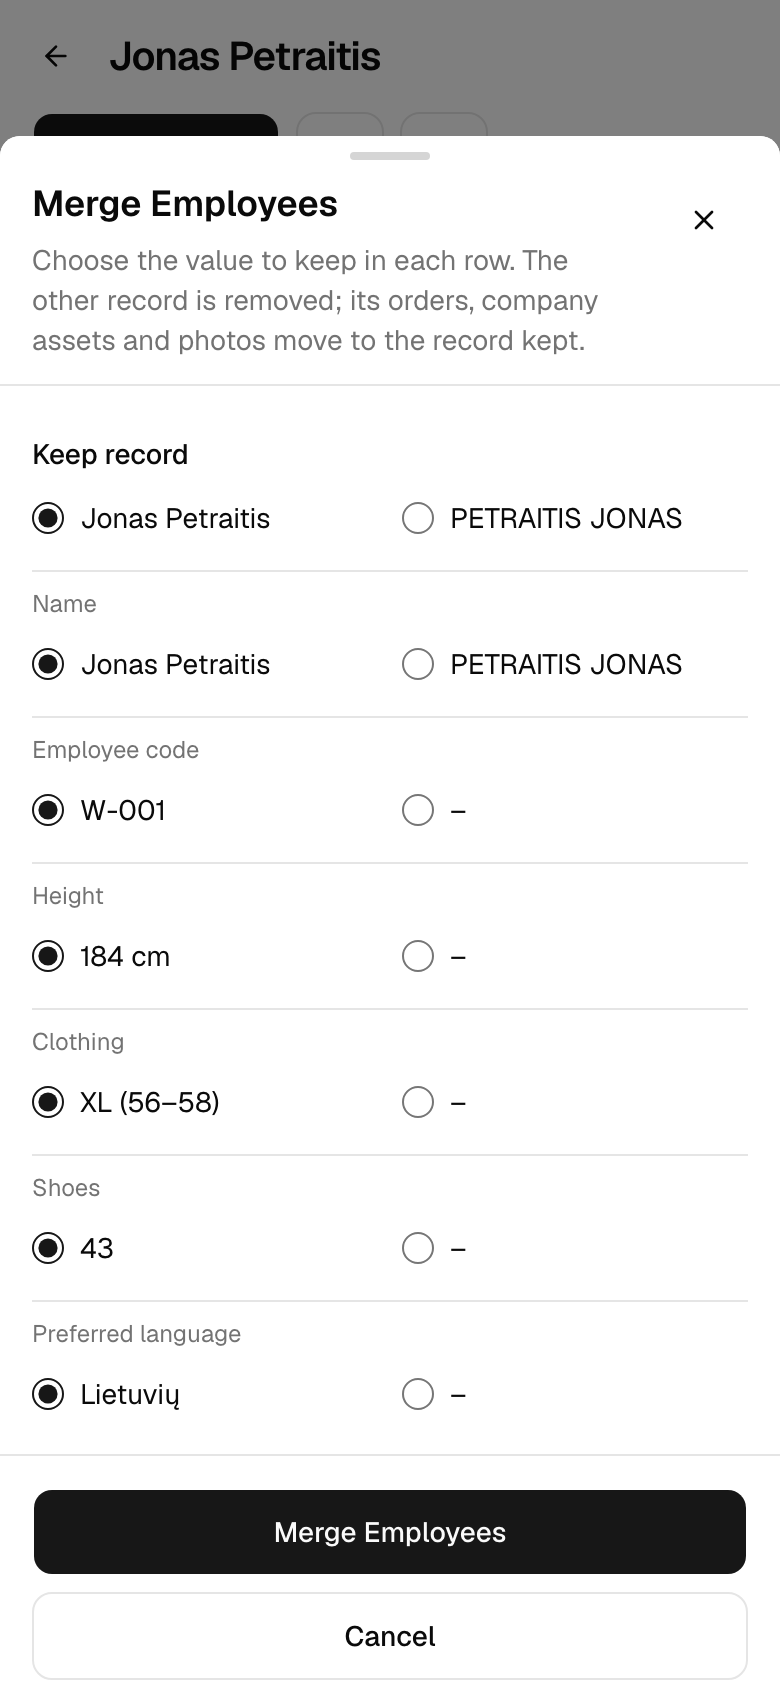 Jonas Petraitis
Merge Employees
Choose the value to keep in each row. The
other record is removed; its orders, company
assets and photos move to the record kept.
Keep record
Jonas Petraitis
PETRAITIS JONAS
Name
Jonas Petraitis
PETRAITIS JONAS
Employee code
W-001
–
Height
184 cm
–
Clothing
XL (56–58)
–
Shoes
43
–
Preferred language
Lietuvių
–
Merge Employees
Cancel